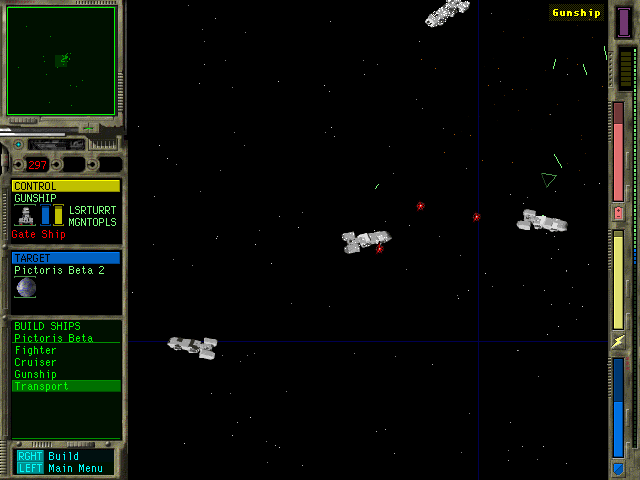 Gunship
297
CONTROL
GUNSHIP
LSRTURRT
MGNTOPLS
Gata Ship
TARGET
Pictoris Beta 2
BUILD SHIPS
Pictoris Beta
Fighter
Cruiser
Gunship
Transport
RGHT Build
LEFT Main Menu